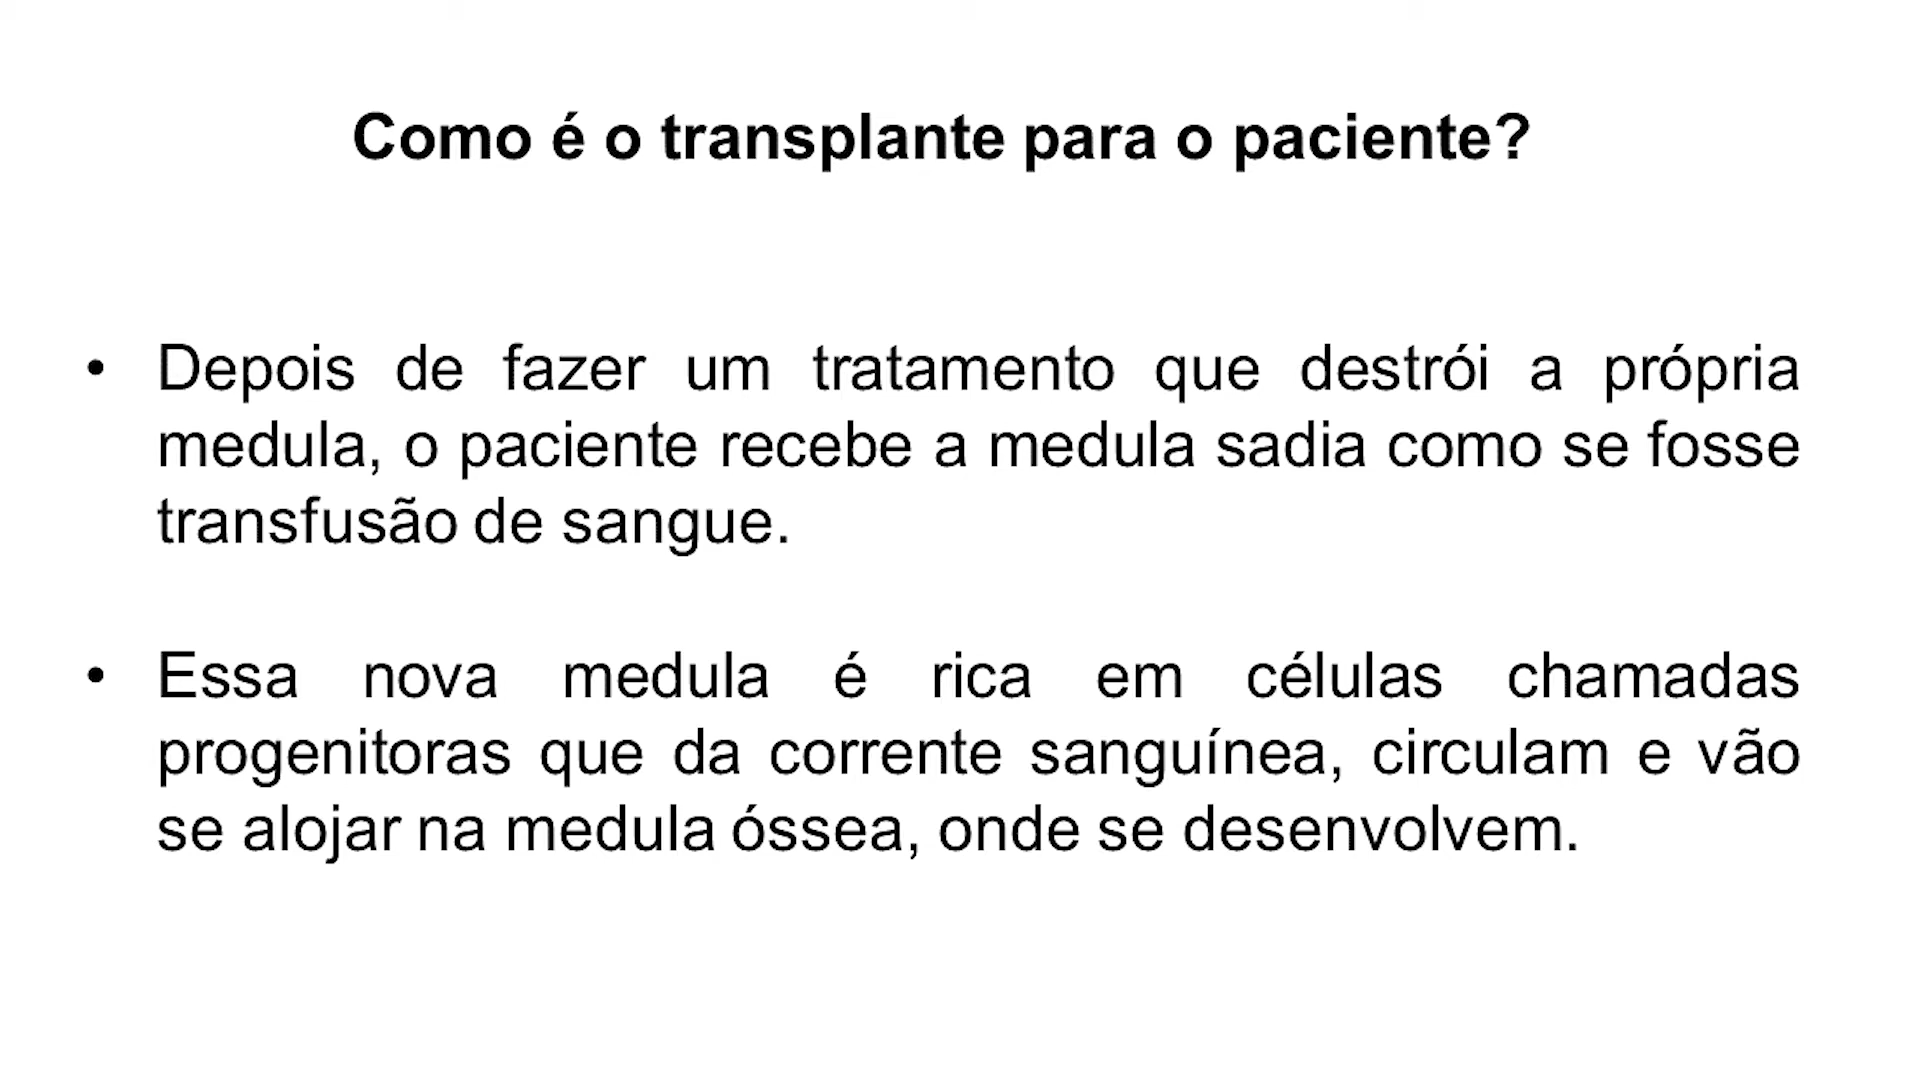 Como é o transplante para o paciente?
• Depois de fazer um tratamento que destrói a própria
medula, o paciente recebe a medula sadia como se fosse
transfusão de sangue.
• Essa nova medula é rica em células chamadas
progenitoras que da corrente sanguínea, circulam e vão
se alojar na medula óssea, onde se desenvolvem.